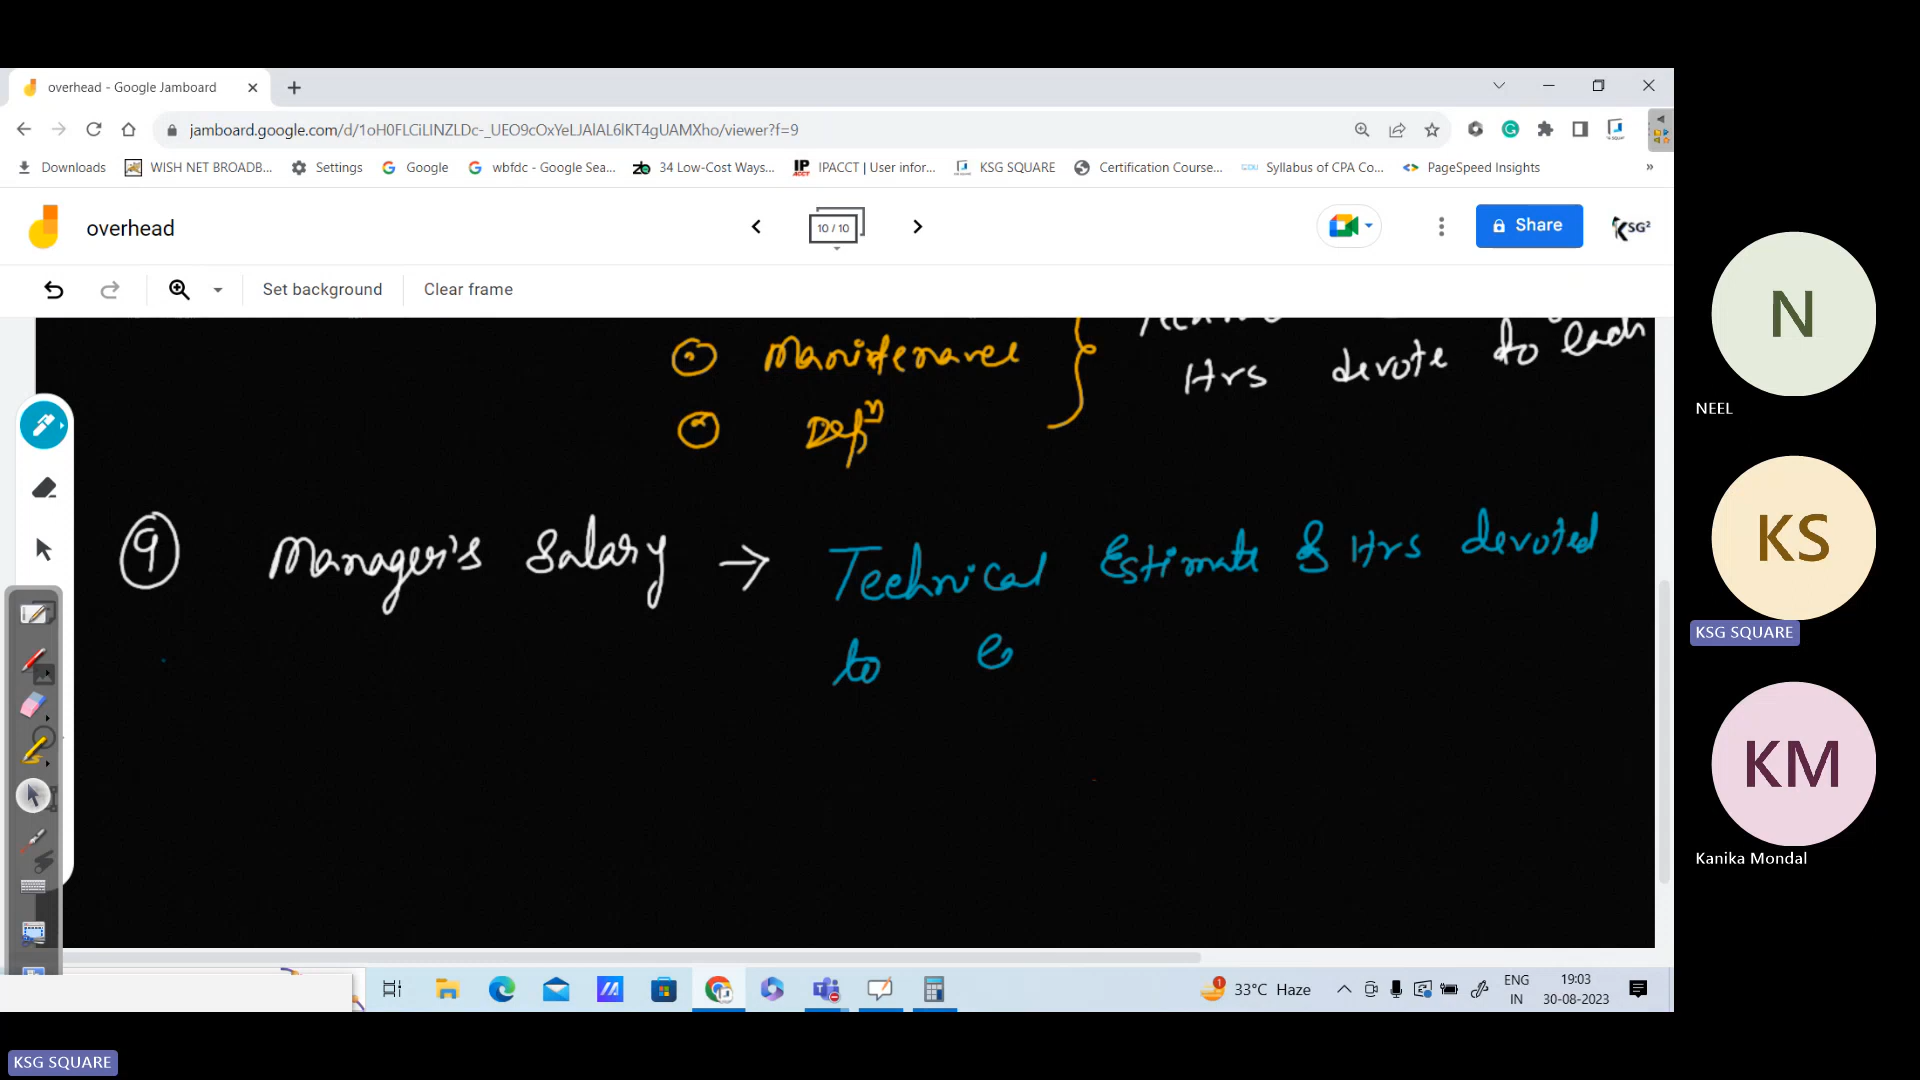 overhead - Google Jamboard
jamboard.google.com/d/1oH0FLCiLINZLDc-_UEO9cOxYeLJAlAL6lKT4gUAMXho/viewer?f=9
Downloads WISH NET BROADB... Settings Google wbfdc - Google Sea... 34 Low-Cost Ways... IPACCT | User infor... KSG SQUARE Certification Course... Syllabus of CPA Co... PageSpeed Insights »
overhead 10 / 10 Share KSG²
Set background Clear frame
Maintenance
Hrs devote to each
Depⁿ
9 Manager's Salary → Technical Estimate & Hrs devoted
to e
N
NEEL
KS
KSG SQUARE
KM
Kanika Mondal
1 33°C Haze ENG IN 19:03 30-08-2023
KSG SQUARE